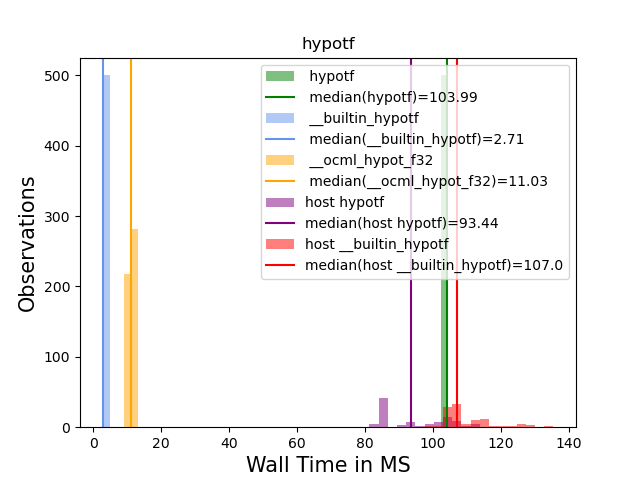 hypotf
Observations
500
400
300
200
100
0
hypotf
median(hypotf)=103.99
__builtin_hypotf
median(__builtin_hypotf)=2.71
__ocml_hypot_f32
median(__ocml_hypot_f32)=11.03
host hypotf
median(host hypotf)=93.44
host __builtin_hypotf
median(host __builtin_hypotf)=107.0
0 20 40 60 80 100 120 140
Wall Time in MS